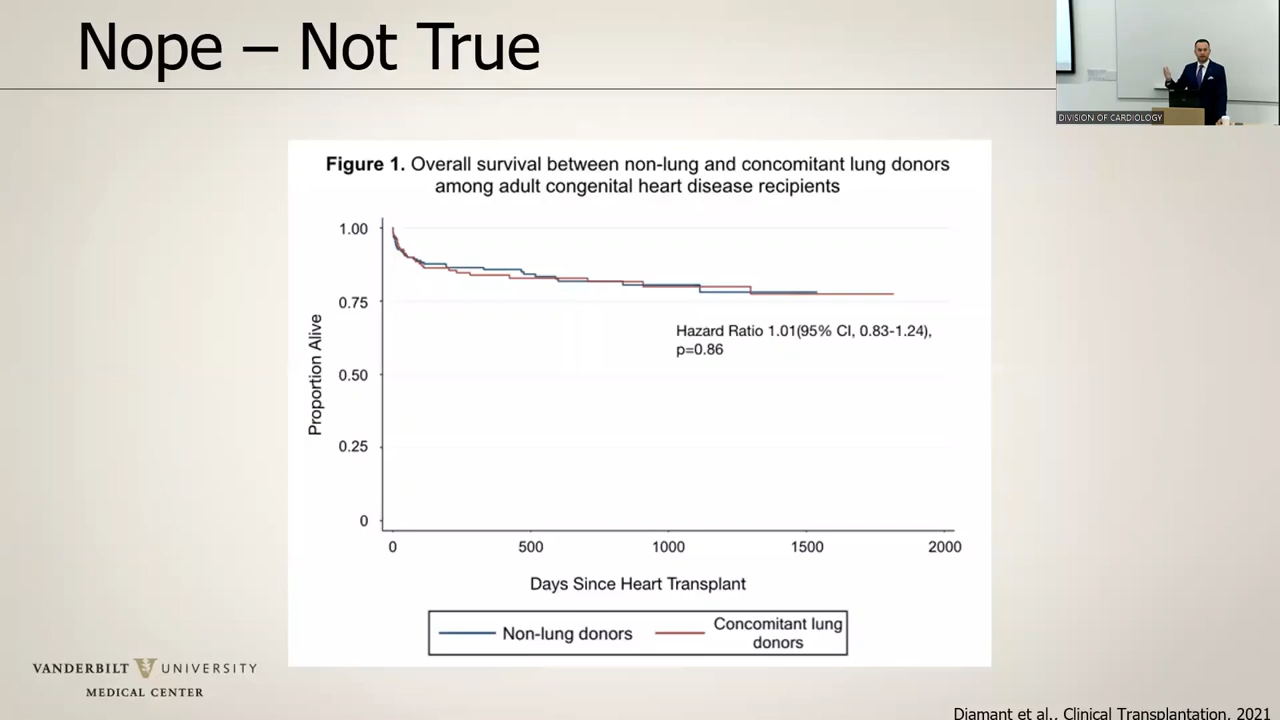 Nope – Not True
DIVISION OF CARDIOLOGY
Figure 1. Overall survival between non-lung and concomitant lung donors
among adult congenital heart disease recipients
1.00
0.75
0.50
0.25
0
Proportion Alive
Hazard Ratio 1.01(95% CI, 0.83-1.24),
p=0.86
0 500 1000 1500 2000
Days Since Heart Transplant
Non-lung donors
Concomitant lung
donors
VANDERBILT V UNIVERSITY
MEDICAL CENTER
Diamant et al., Clinical Transplantation, 2021